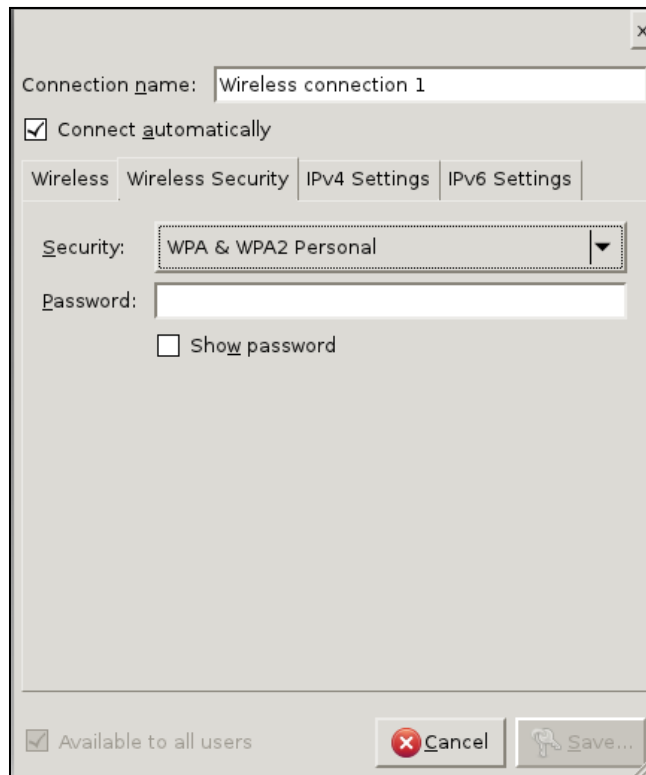 Connection name: Wireless connection 1
Connect automatically
Wireless Wireless Security IPv4 Settings IPv6 Settings
Security: WPA & WPA2 Personal
Password:
Show password
Available to all users Cancel Save...